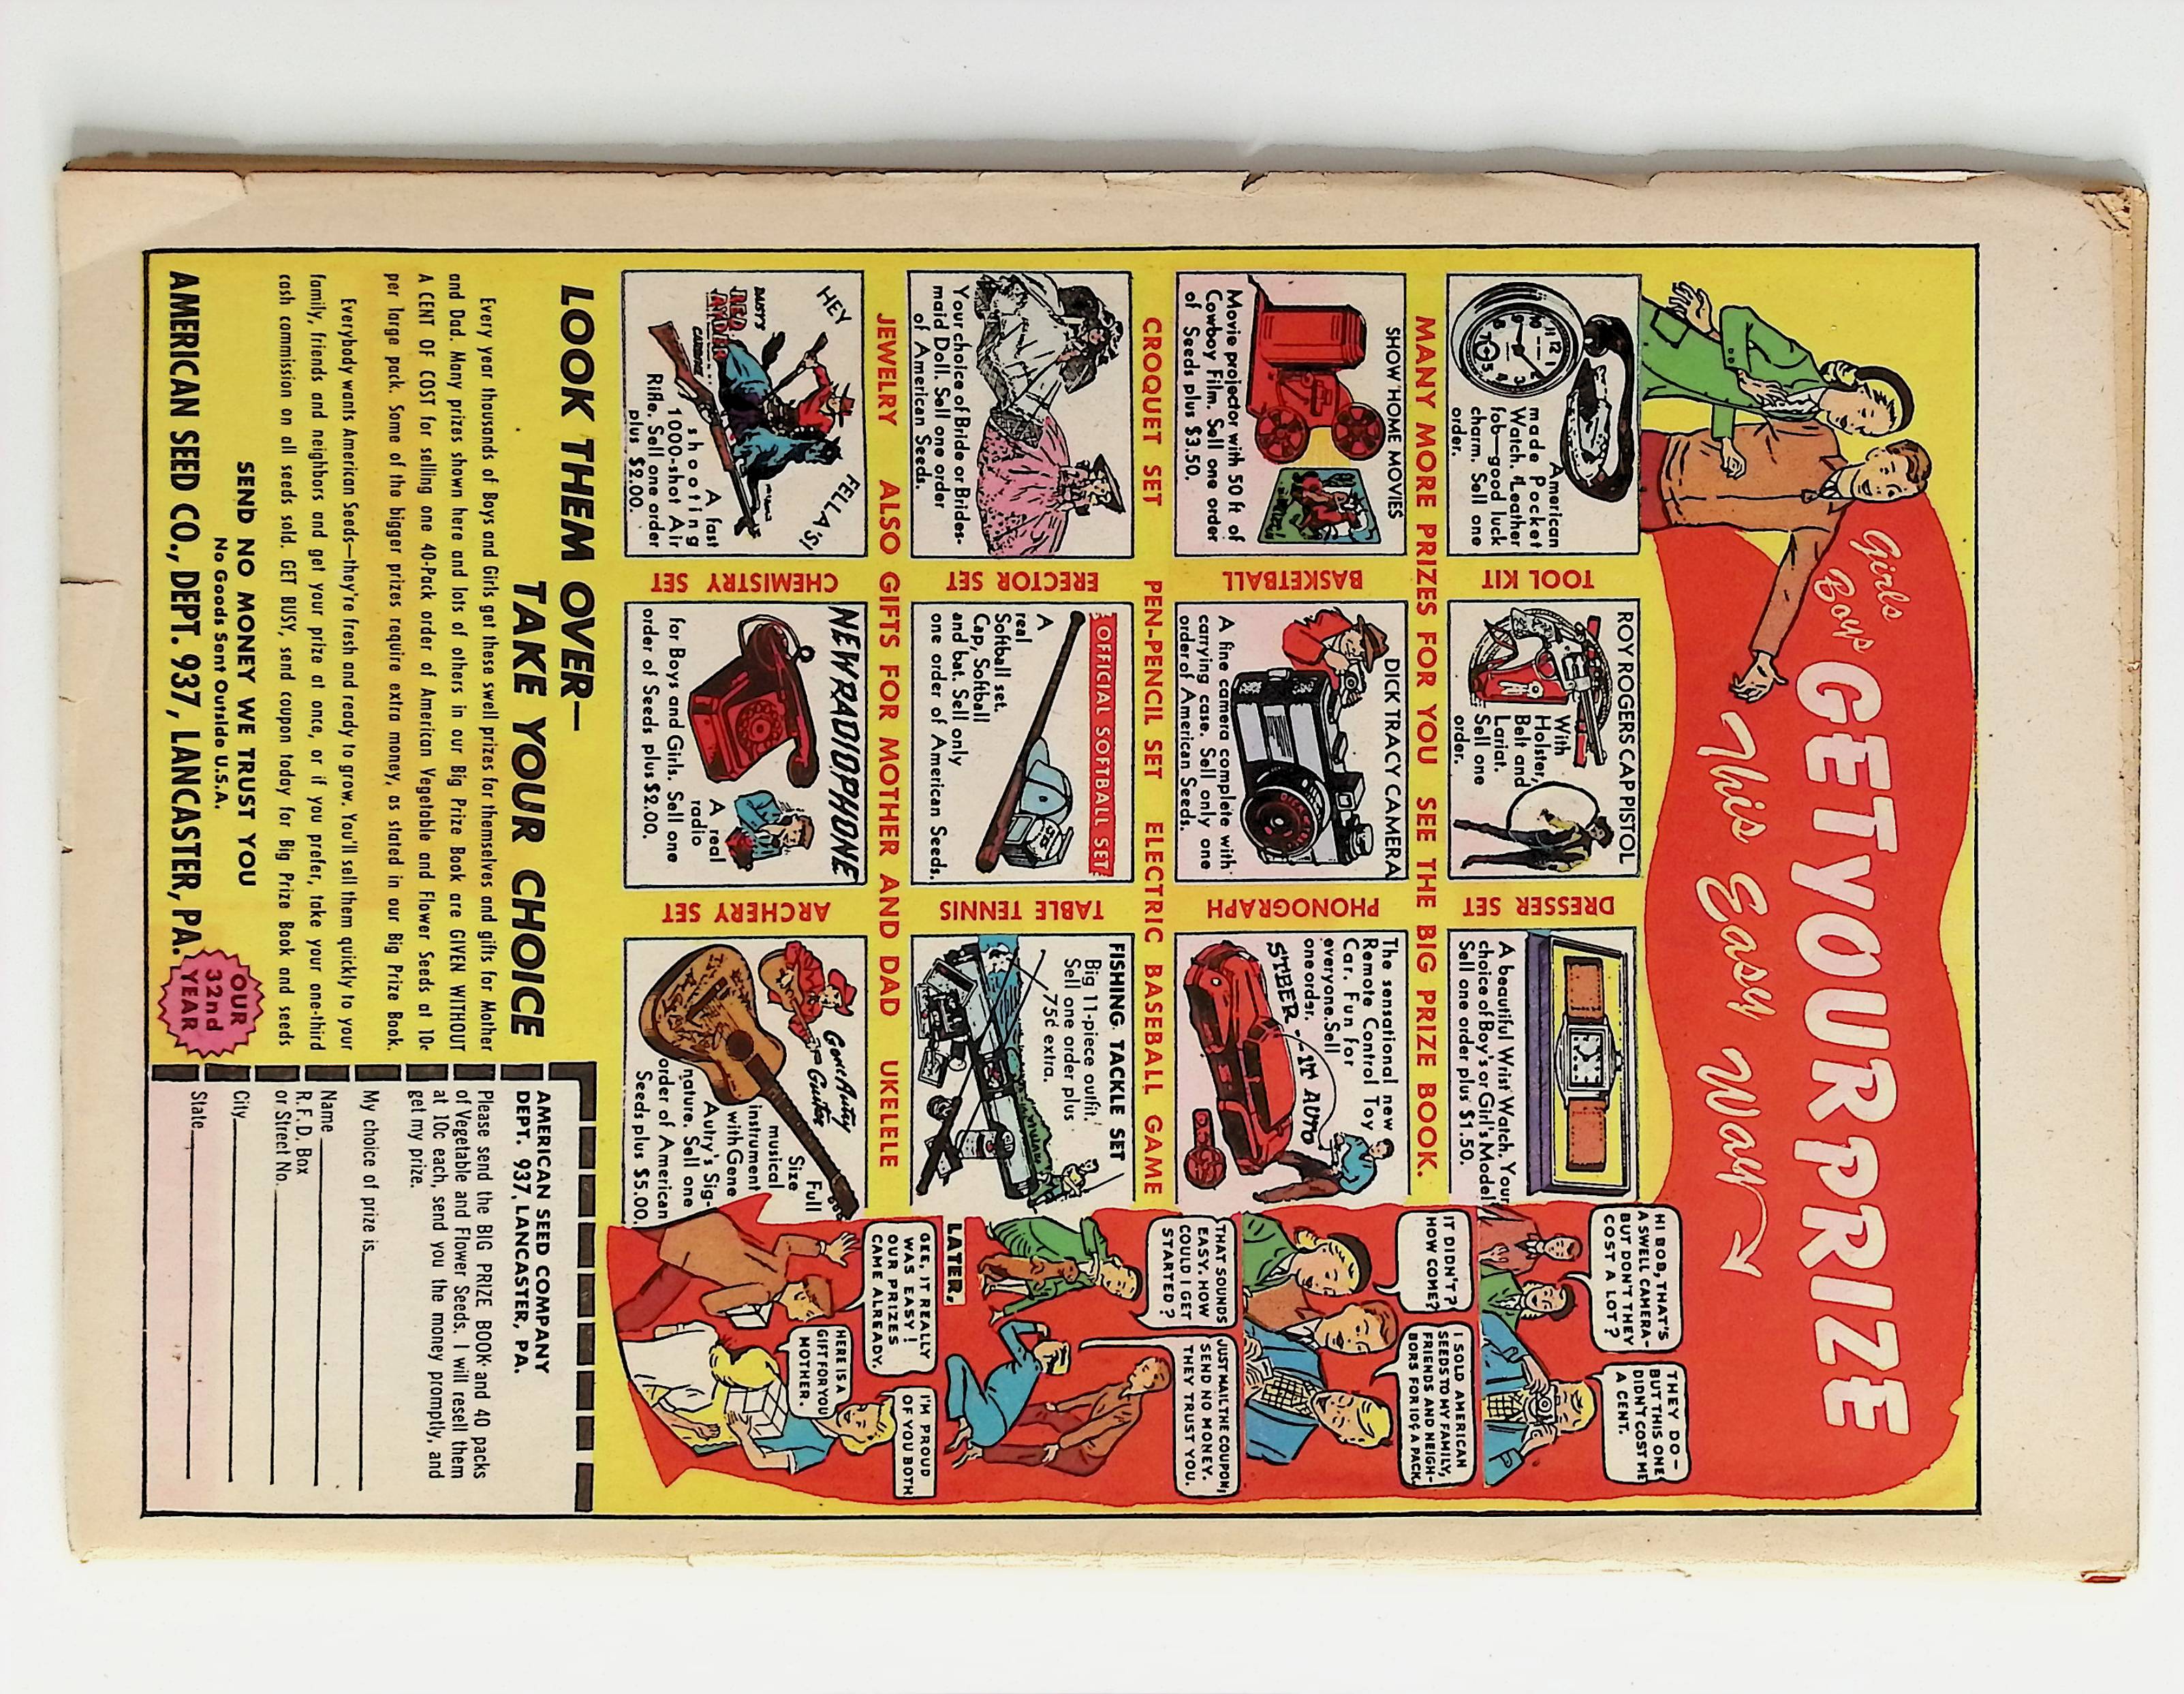 Girls
Boys
GET YOUR PRIZE
This Easy Way
HI BOB, THAT'S
A SWELL CAMERA-
BUT DON'T THEY
COST A LOT?
THEY DO-
BUT THIS ONE
DIDN'T COST ME
A CENT.
IT DIDN'T?
HOW COME?
I SOLD AMERICAN
SEEDS TO MY FAMILY,
FRIENDS AND NEIGH-
BORS FOR 10¢ A PACK.
THAT SOUNDS
EASY. HOW
COULD I GET
STARTED?
JUST MAIL THE COUPON,
SEND NO MONEY.
THEY TRUST YOU.
LATER,
GEE, IT REALLY
WAS EASY!
OUR PRIZES
CAME ALREADY.
HERE IS A
GIFT FOR YOU
MOTHER.
I'M PROUD
OF YOU BOTH
American
made Pocket
Watch. Leather
fob—good luck
charm. Sell one
order.
TOOL KIT
ROY ROGERS CAP PISTOL
With
Holster,
Belt and
Lariat.
Sell one
order.
DRESSER SET
A beautiful Wrist Watch. Your
choice of Boy's or Girl's Model
Sell one order plus $1.50.
MANY MORE PRIZES FOR YOU SEE THE BIG PRIZE BOOK.
SHOW HOME MOVIES
Movie projector with 50 ft of
Cowboy Film. Sell one order
of Seeds plus $3.50.
BASKETBALL
DICK TRACY CAMERA
A fine camera complete with
carrying case. Sell only one
order of American Seeds.
PHONOGRAPH
The sensational new
Remote Control Toy
Car. Fun for
everyone. Sell
one order.
STEER-IT AUTO
CROQUET SET PEN-PENCIL SET ELECTRIC BASEBALL GAME
Your choice of Bride or Brides-
maid Doll. Sell one order
of American Seeds.
ERECTOR SET
OFFICIAL SOFTBALL SET
A
real
Softball set.
Cap, Softball
and bat. Sell only
one order of American Seeds.
TABLE TENNIS
FISHING TACKLE SET
Big 11-piece outfit.
Sell one order plus
75¢ extra.
JEWELRY ALSO GIFTS FOR MOTHER AND DAD UKELELE
HEY
FELLA'S!
DAISY'S
RED
RYDER
CARBINE
A fast
shooting
1000-shot Air
Rifle. Sell one order
plus $2.00.
CHEMISTRY SET
NEW RADIOPHONE
A real
radio
for Boys and Girls. Sell one
order of Seeds plus $2.00.
ARCHERY SET
Gene Autry
Guitar
Full
Size
musical
instrument
with Gene
Autry's Sig-
nature. Sell one
order of American
Seeds plus $5.00.
LOOK THEM OVER—
TAKE YOUR CHOICE
Every year thousands of Boys and Girls get these swell prizes for themselves and gifts for Mother
and Dad. Many prizes shown here and lots of others in our Big Prize Book are GIVEN WITHOUT
A CENT OF COST for selling one 40-Pack order of American Vegetable and Flower Seeds at 10c
per large pack. Some of the bigger prizes require extra money, as stated in our Big Prize Book.
Everybody wants American Seeds—they're fresh and ready to grow. You'll sell them quickly to your
family, friends and neighbors and get your prize at once, or if you prefer, take your one-third
cash commission on all seeds sold. GET BUSY, send coupon today for Big Prize Book and seeds
SEND NO MONEY WE TRUST YOU
No Goods Sent Outside U.S.A.
AMERICAN SEED CO., DEPT. 937, LANCASTER, PA.
OUR
32nd
YEAR
AMERICAN SEED COMPANY
DEPT. 937, LANCASTER, PA.
Please send the BIG PRIZE BOOK and 40 packs
of Vegetable and Flower Seeds. I will resell them
at 10c each, send you the money promptly, and
get my prize.
My choice of prize is
Name
R.F.D. Box
or Street No.
City
State